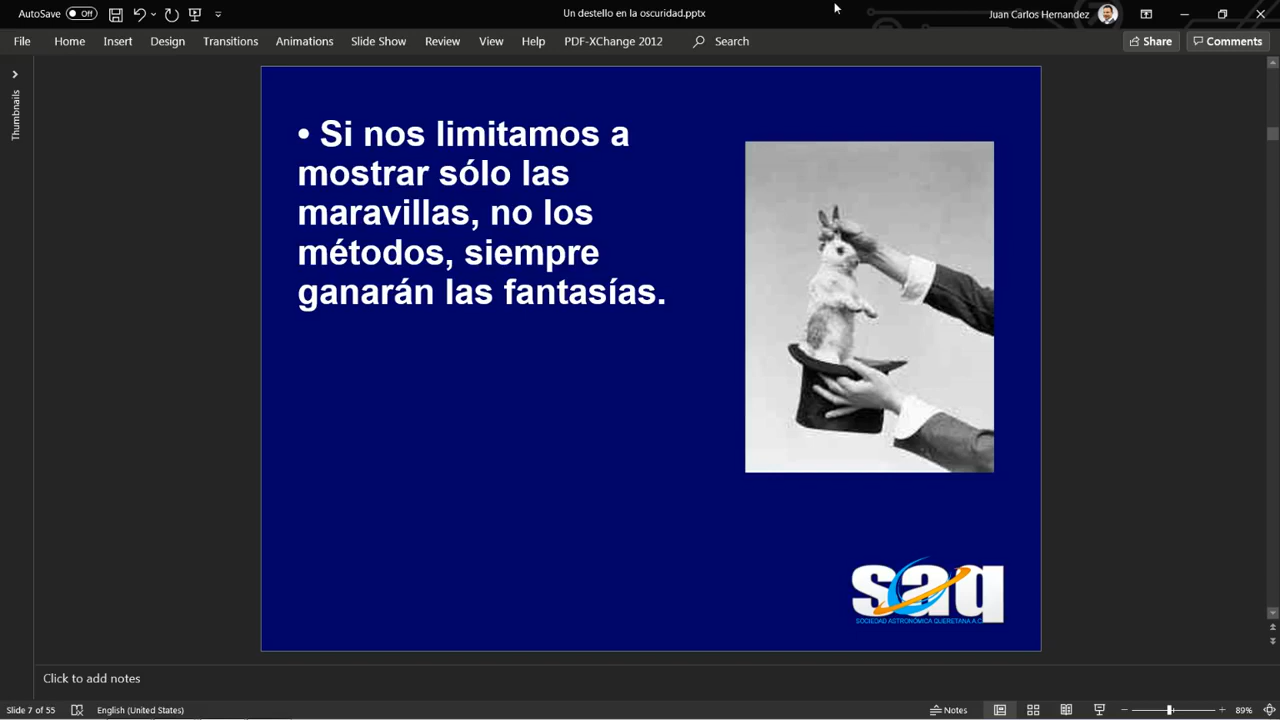 AutoSave Off Un destello en la oscuridad.pptx Juan Carlos Hernandez
File Home Insert Design Transitions Animations Slide Show Review View Help PDF-XChange 2012 Search Share Comments
Thumbnails
• Si nos limitamos a
mostrar sólo las
maravillas, no los
métodos, siempre
ganarán las fantasías.
saq
SOCIEDAD ASTRONÓMICA QUERETANA A.C.
Click to add notes
Slide 7 of 55 English (United States) Notes 89%